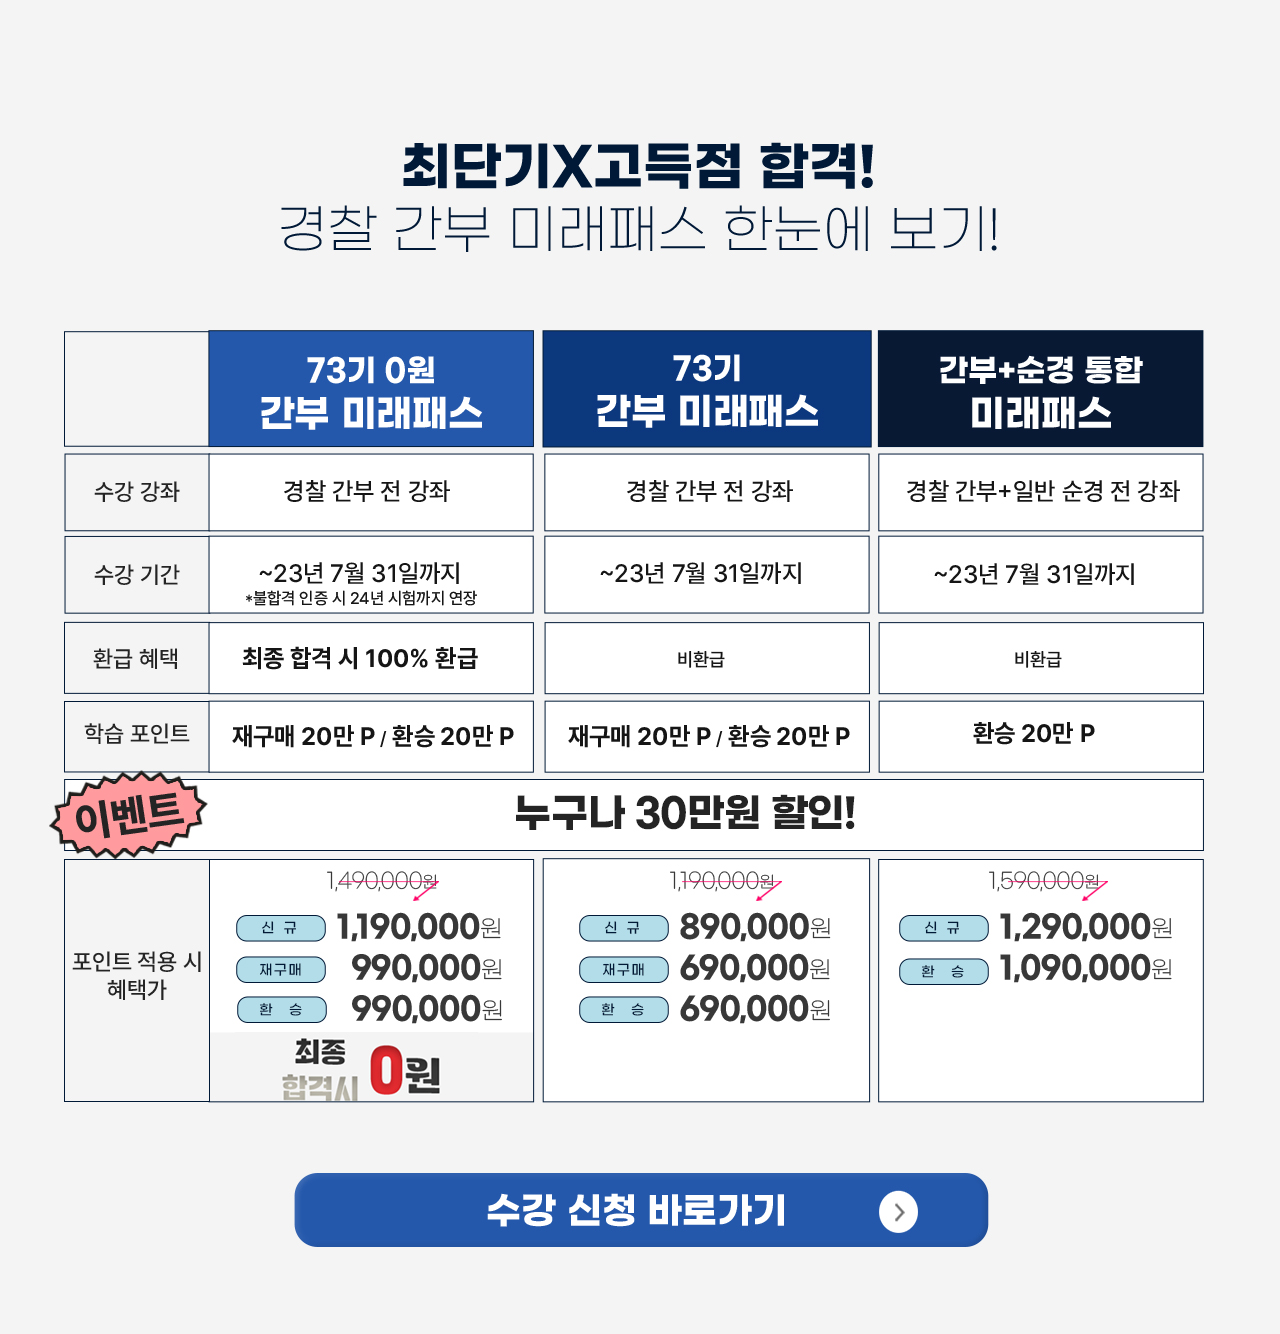 최단기X고득점 합격!
경찰 간부 미래패스 한눈에 보기!
73기 0원
간부 미래패스
73기
간부 미래패스
간부+순경 통합
미래패스
수강 강좌
경찰 간부 전 강좌
경찰 간부 전 강좌
경찰 간부+일반 순경 전 강좌
수강 기간
~23년 7월 31일까지
*불합격 인증 시 24년 시험까지 연장
~23년 7월 31일까지
~23년 7월 31일까지
환급 혜택
최종 합격 시 100% 환급
비환급
비환급
학습 포인트
재구매 20만 P / 환승 20만 P
재구매 20만 P / 환승 20만 P
환승 20만 P
이벤트
누구나 30만원 할인!
포인트 적용 시
혜택가
1,490,000원
신 규 1,190,000원
재구매 990,000원
환 승 990,000원
최종
합격시 0원
1,190,000원
신 규 890,000원
재구매 690,000원
환 승 690,000원
1,590,000원
신 규 1,290,000원
환 승 1,090,000원
수강 신청 바로가기